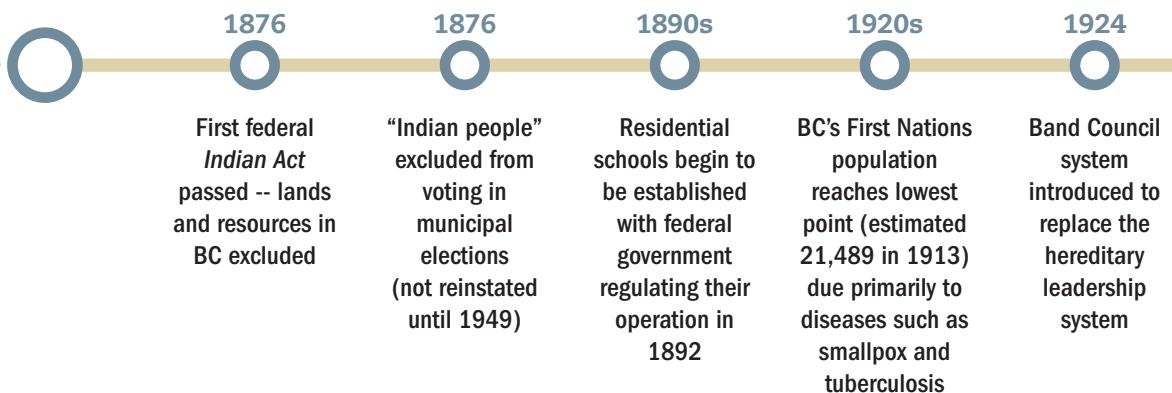 1876
First federal
Indian Act
passed -- lands
and resources in
BC excluded
1876
“Indian people”
excluded from
voting in
municipal
elections
(not reinstated
until 1949)
1890s
Residential
schools begin to
be established
with federal
government
regulating their
operation in
1892
1920s
BC’s First Nations
population
reaches lowest
point (estimated
21,489 in 1913)
due primarily to
diseases such as
smallpox and
tuberculosis
1924
Band Council
system
introduced to
replace the
hereditary
leadership
system